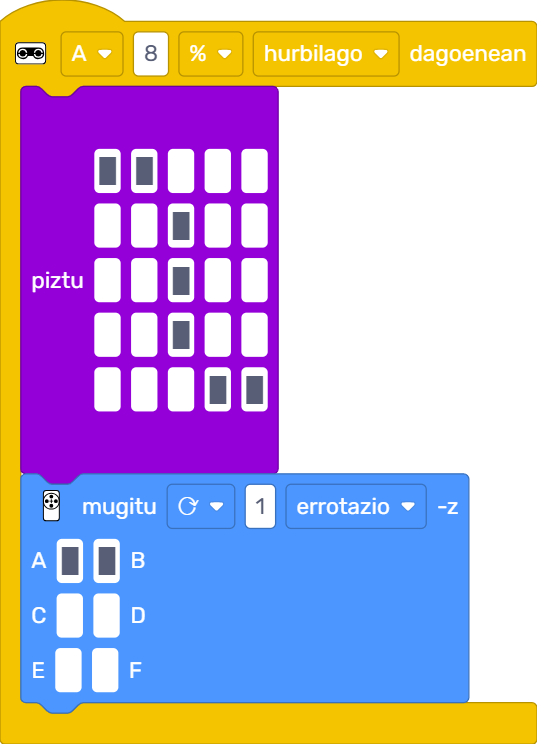 A 8 % hurbilago dagoenean
piztu
mugitu 1 errotazio -z
A B
C D
E F